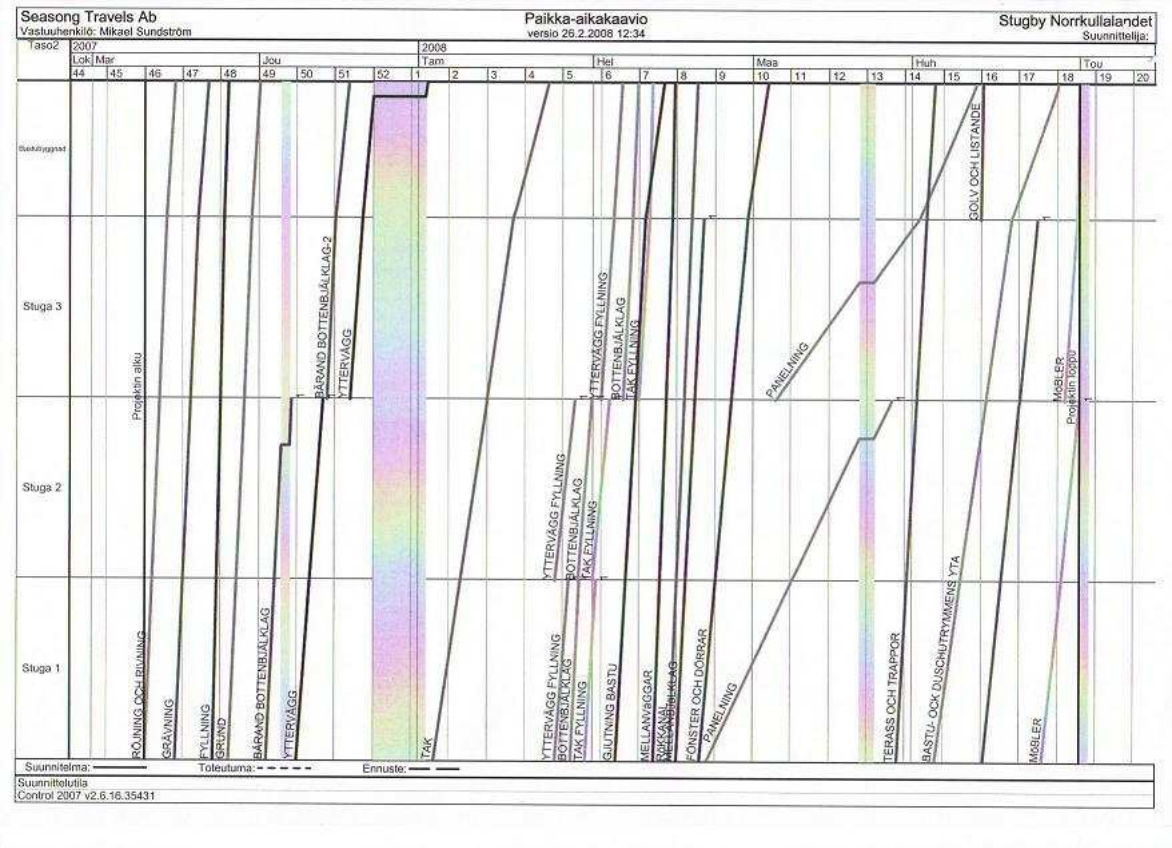 Seasong Travels Ab
Vastuuhenkilö: Mikael Sundström
Paikka-aikakaavio
versio 26.2.2008 12:34
Stugby Norrkullalandet
Suunnittelija:
Taso2 2007 2008
Lok Mar Jou Tam Hel Maa Huh Tou
44 45 46 47 48 49 50 51 52 1 2 3 4 5 6 7 8 9 10 11 12 13 14 15 16 17 18 19 20
GOLV OCH LISTANDE
Stuga 3
Projektin alku
BÄRAND BOTTENBJÄLKLAG-2
YTTERVÄGG
YTTERVÄGG FYLLNING
BOTTENBJÄLKLAG
TAK FYLLNING
PANELNING
MöBLER
Projektin loppu
Stuga 2
YTTERVÄGG FYLLNING
BOTTENBJÄLKLAG
TAK FYLLNING
Stuga 1
RÖJNING OCH RIVNING
GRÄVNING
FYLLNING
GRUND
BÄRAND BOTTENBJÄLKLAG
YTTERVÄGG
TAK
YTTERVÄGG FYLLNING
BOTTENBJÄLKLAG
TAK FYLLNING
GJUTNING BASTU
MELLANVäGGAR
FÖNSTER OCH DÖRRAR
PANELNING
TERASS OCH TRAPPOR
BASTU- OCK DUSCHUTRYMMENS YTA
MöBLER
Suunnitelma: Toteutuma: Ennuste:
Suunnittelutila
Control 2007 v2.6.16.35431